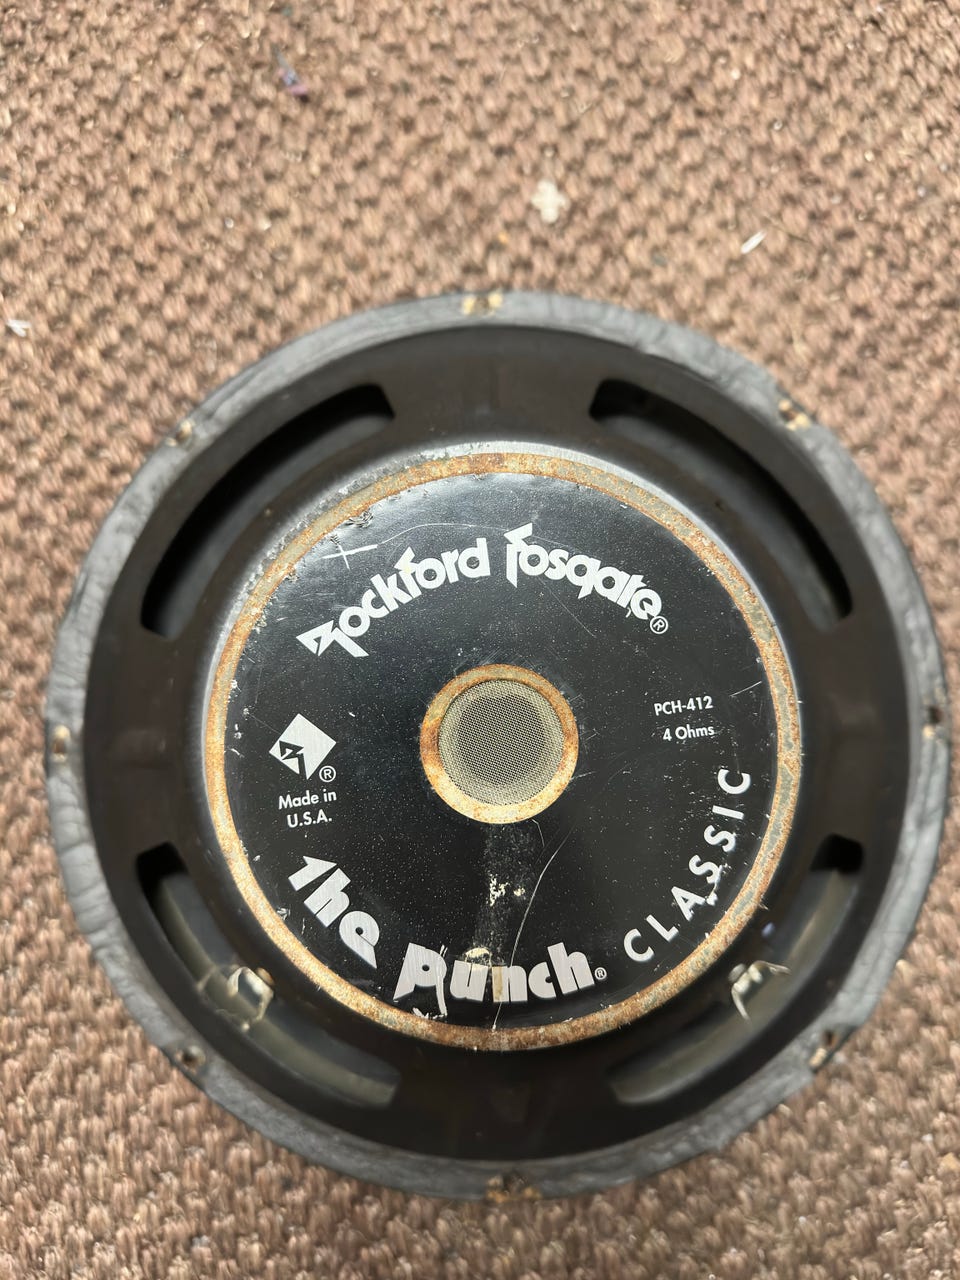 Rockford Fosgate®
PCH-412
4 Ohms
®
Made in
U.S.A.
The Punch®
CLASSIC